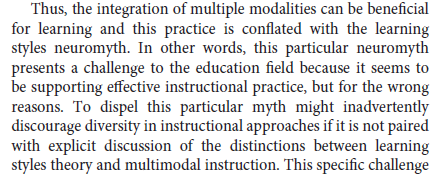 Thus, the integration of multiple modalities can be beneficial
for learning and this practice is conflated with the learning
styles neuromyth. In other words, this particular neuromyth
presents a challenge to the education field because it seems to
be supporting effective instructional practice, but for the wrong
reasons. To dispel this particular myth might inadvertently
discourage diversity in instructional approaches if it is not paired
with explicit discussion of the distinctions between learning
styles theory and multimodal instruction. This specific challenge